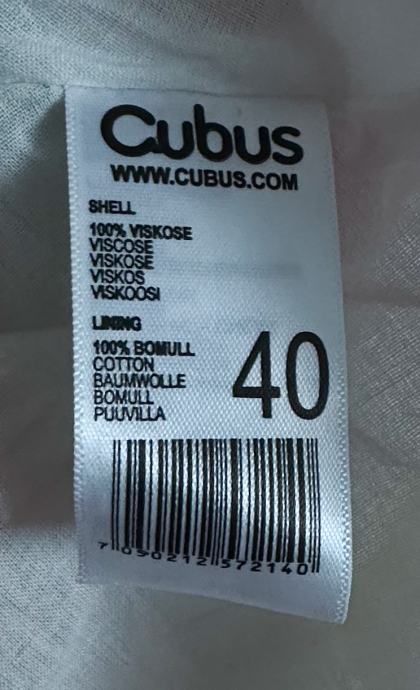 Cubus
WWW.CUBUS.COM
SHELL
100% VISKOSE
VISCOSE
VISKOSE
VISKOS
VISKOOSI
LINING
100% BOMULL
COTTON
BAUMWOLLE
BOMULL
PUUVILLA
40
7 090212 572140